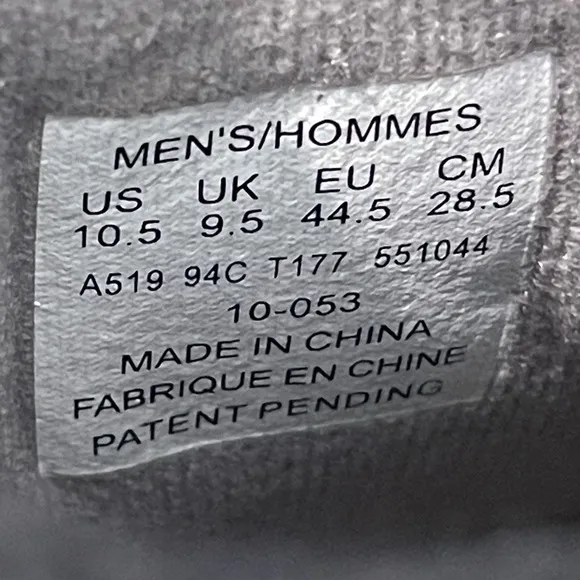 MEN'S/HOMMES
US UK EU CM
10.5 9.5 44.5 28.5
A519 94C T177 551044
10-053
MADE IN CHINA
FABRIQUE EN CHINE
PATENT PENDING